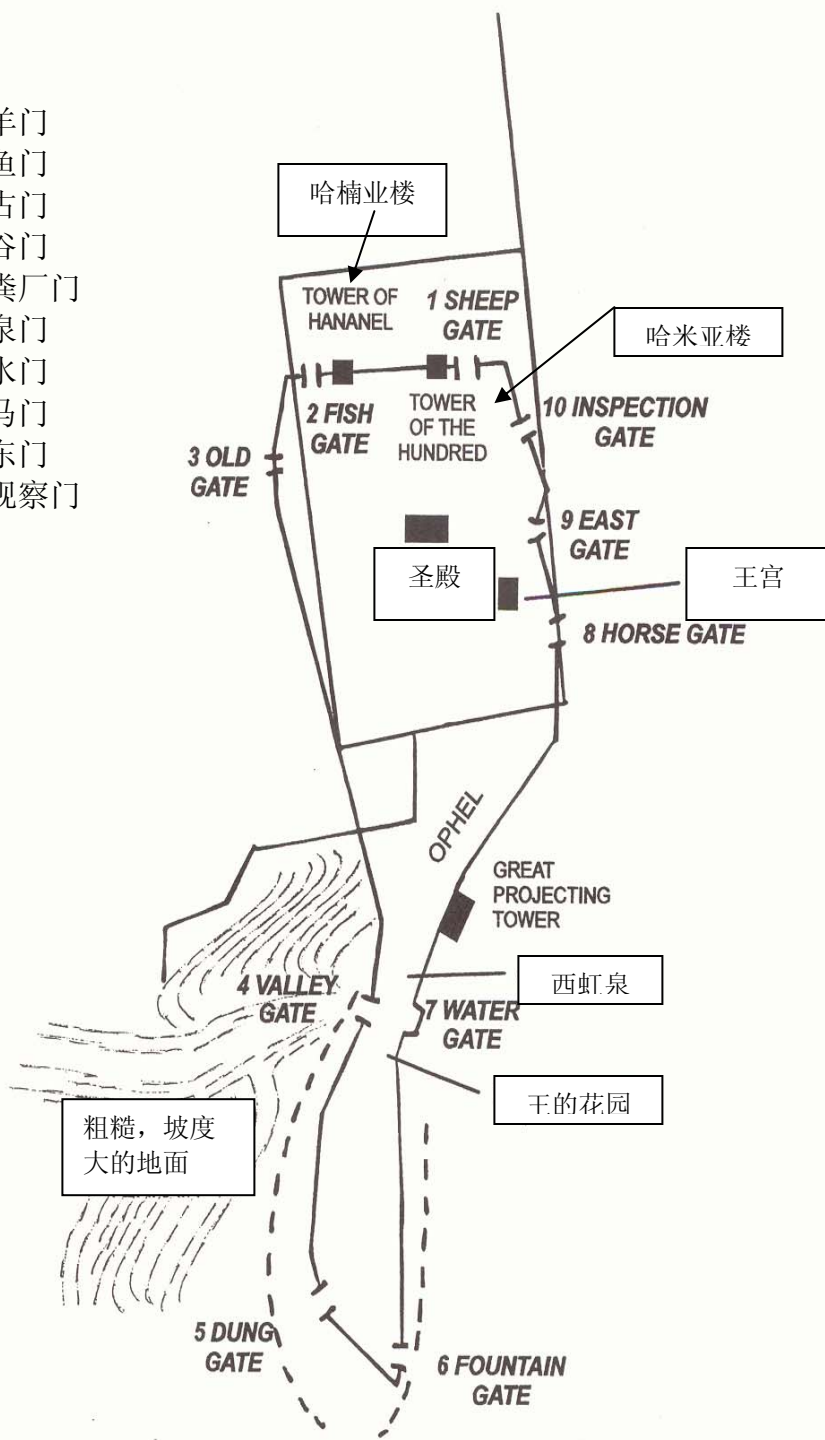 羊门
鱼门
古门
谷门
粪厂门
泉门
水门
马门
东门
观察门
哈楠业楼
TOWER OF
HANANEL
1 SHEEP
GATE
哈米亚楼
2 FISH
GATE
TOWER
OF THE
HUNDRED
10 INSPECTION
GATE
3 OLD
GATE
9 EAST
GATE
圣殿
王宫
8 HORSE GATE
OPHEL
GREAT
PROJECTING
TOWER
西虹泉
4 VALLEY
GATE
7 WATER
GATE
王的花园
粗糙，坡度
大的地面
5 DUNG
GATE
6 FOUNTAIN
GATE